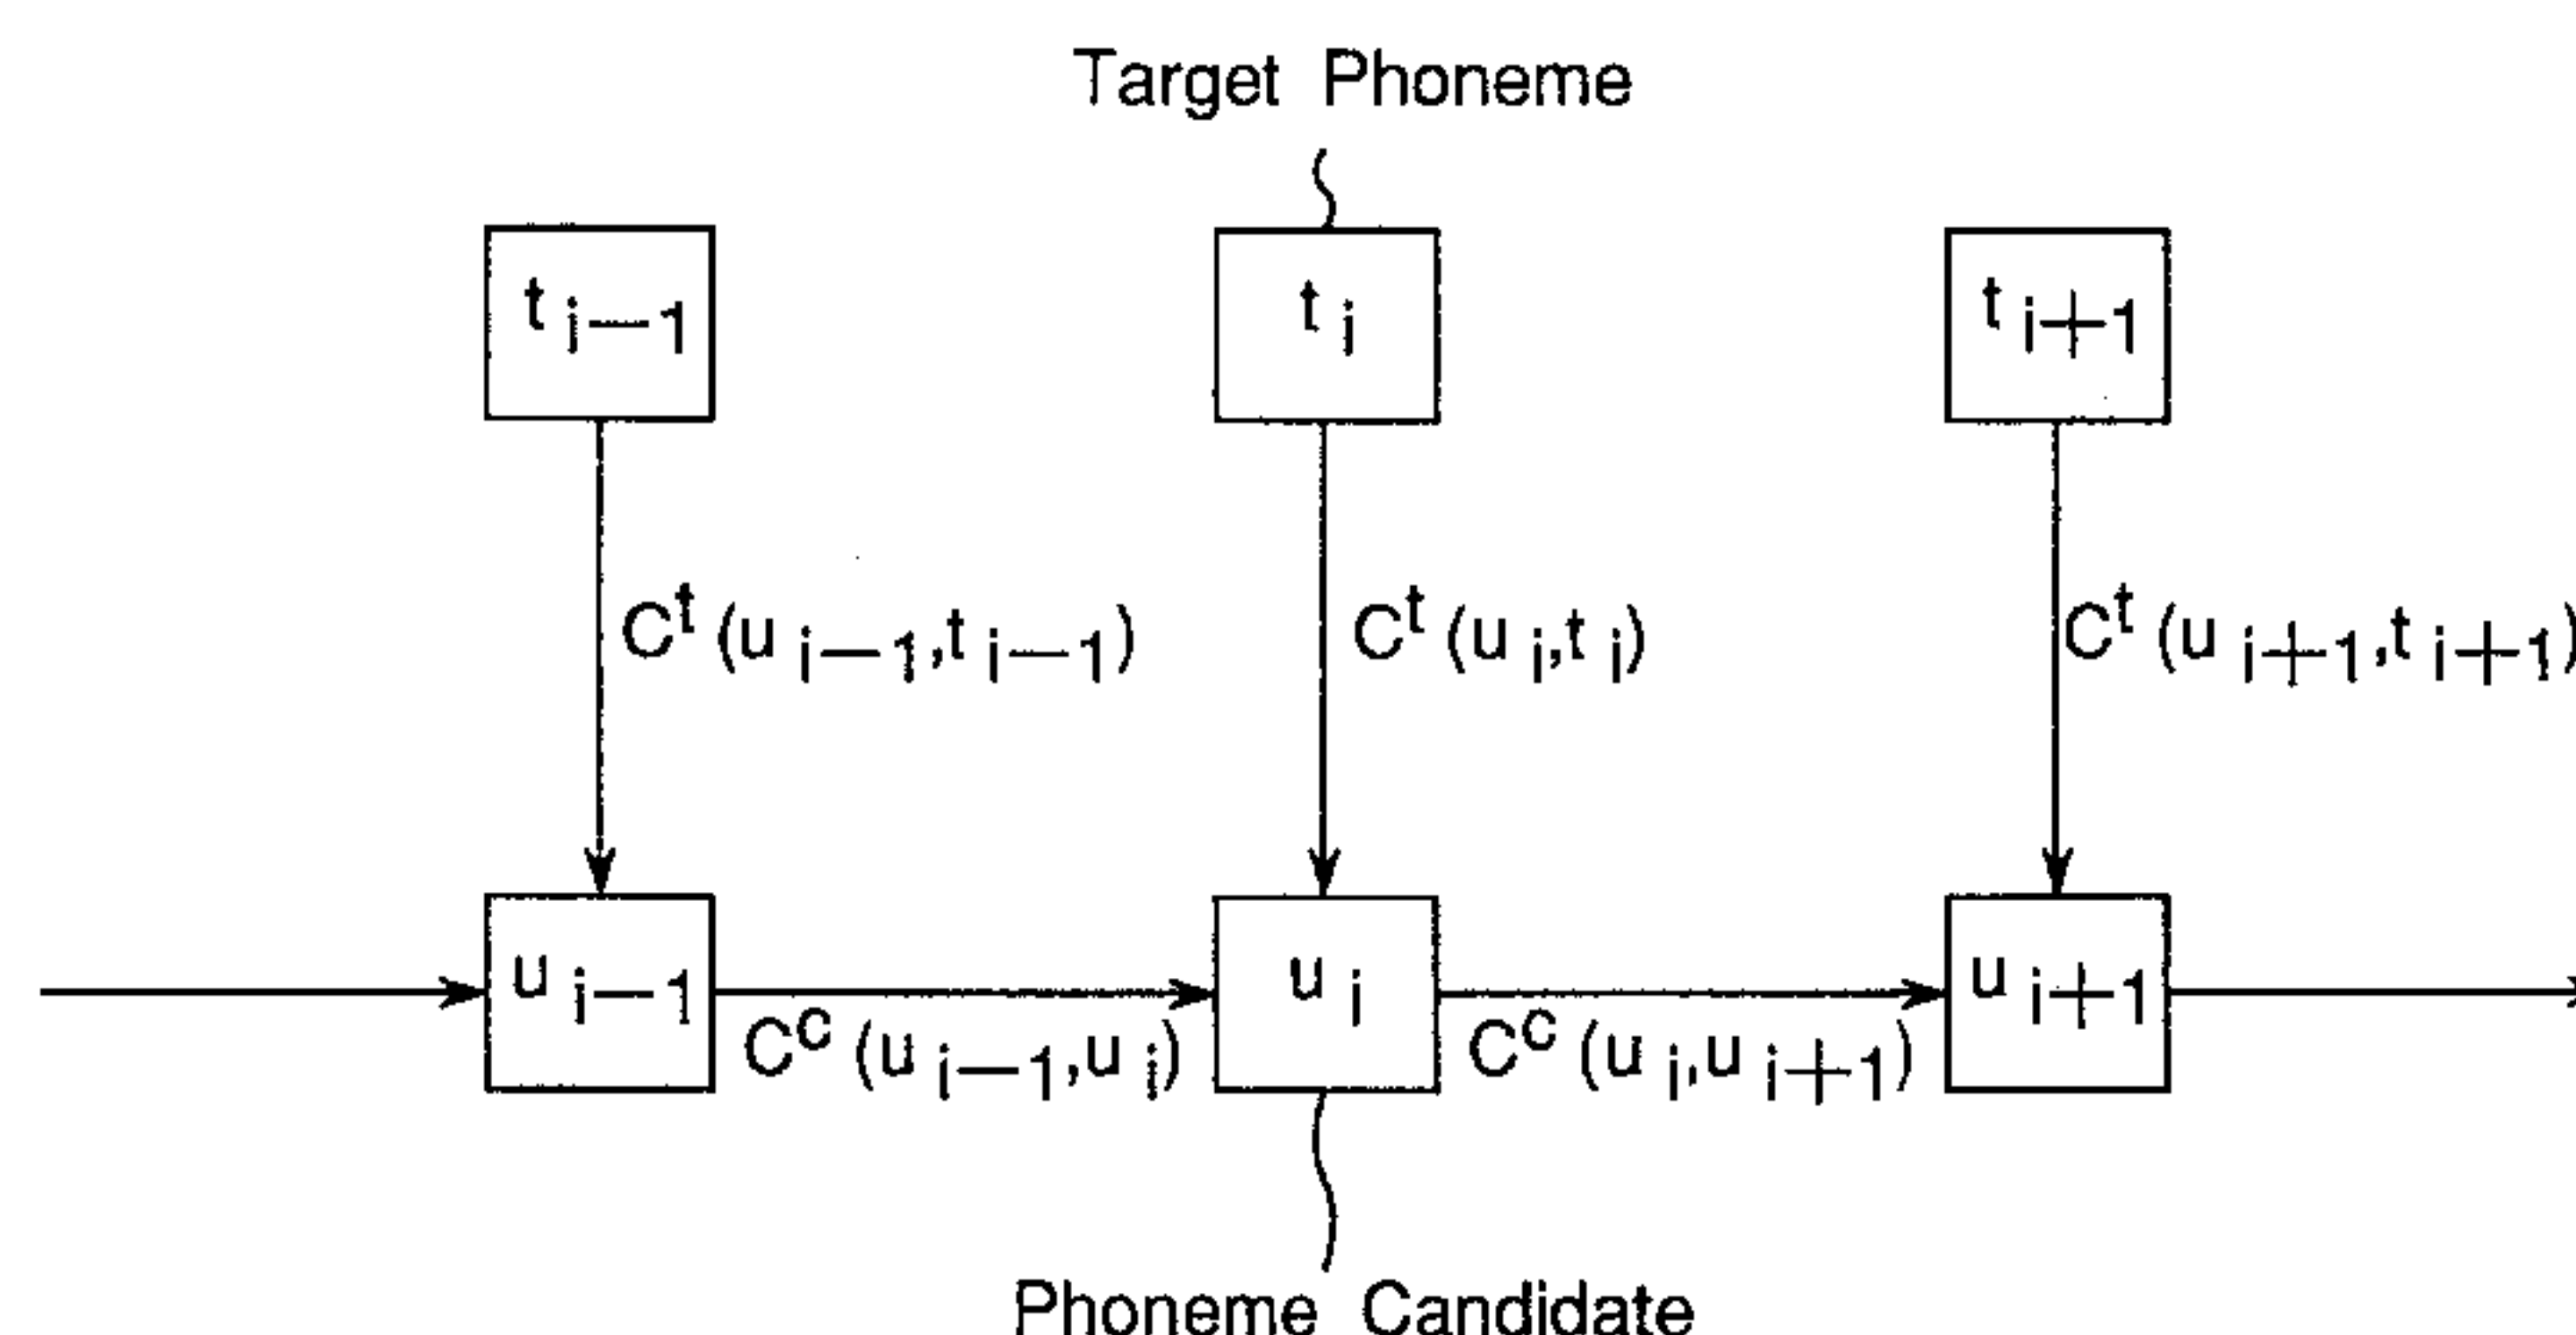 Target Phoneme
t i−1
t i
t i+1
C^t (u i−1,t i−1)
C^t (u i,t i)
C^t (u i+1,t i+1)
u i−1
u i
u i+1
C^c (u i−1,u i)
C^c (u i,u i+1)
Phoneme Candidate